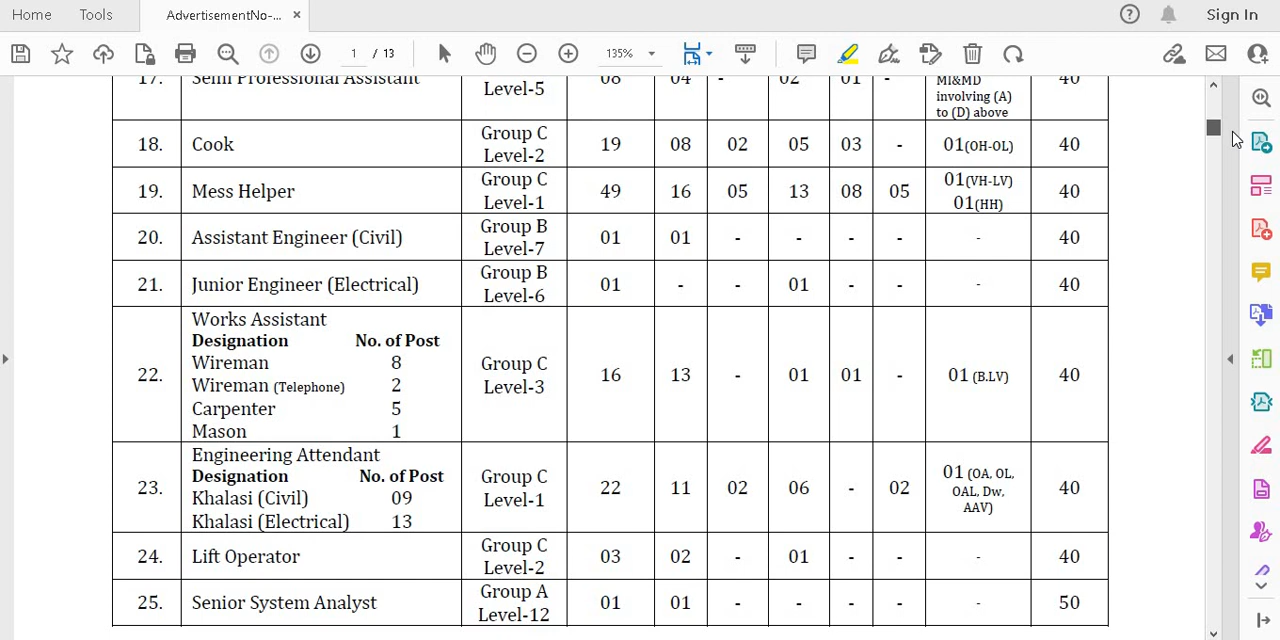 Home Tools AdvertisementNo-... × Sign In
1 / 13 135%
17. Semi Professional Assistant Level-5 08 04 - 02 01 - MI&MD involving (A) to (D) above 40
18. Cook Group C Level-2 19 08 02 05 03 - 01(OH-OL) 40
19. Mess Helper Group C Level-1 49 16 05 13 08 05 01(VH-LV) 01(HH) 40
20. Assistant Engineer (Civil) Group B Level-7 01 01 - - - - - 40
21. Junior Engineer (Electrical) Group B Level-6 01 - - 01 - - - 40
22. Works Assistant
Designation No. of Post
Wireman 8
Wireman (Telephone) 2
Carpenter 5
Mason 1
Group C Level-3 16 13 - 01 01 - 01 (B.LV) 40
23. Engineering Attendant
Designation No. of Post
Khalasi (Civil) 09
Khalasi (Electrical) 13
Group C Level-1 22 11 02 06 - 02 01 (OA, OL, OAL, Dw, AAV) 40
24. Lift Operator Group C Level-2 03 02 - 01 - - - 40
25. Senior System Analyst Group A Level-12 01 01 - - - - - 50